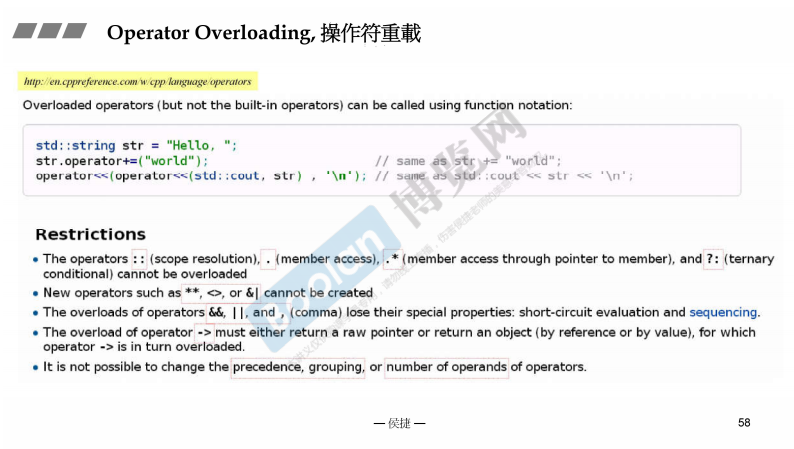 Operator Overloading, 操作符重載
http://en.cppreference.com/w/cpp/language/operators
Overloaded operators (but not the built-in operators) can be called using function notation:
std::string str = "Hello, ";
str.operator+=("world"); // same as str += "world";
operator<<(operator<<(std::cout, str) , '\n'); // same as std::cout << str << '\n';
Restrictions
• The operators :: (scope resolution), . (member access), .* (member access through pointer to member), and ?: (ternary
conditional) cannot be overloaded
• New operators such as **, <>, or &| cannot be created
• The overloads of operators &&, ||, and , (comma) lose their special properties: short-circuit evaluation and sequencing.
• The overload of operator -> must either return a raw pointer or return an object (by reference or by value), for which
operator -> is in turn overloaded.
• It is not possible to change the precedence, grouping, or number of operands of operators.
Boolan 博览网
— 侯捷 —
58